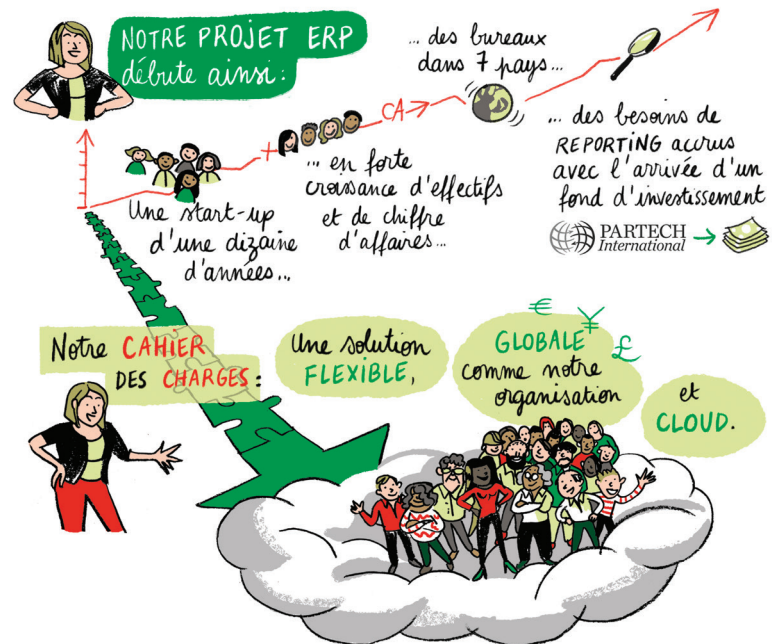 NOTRE PROJET ERP
débute ainsi:
Une start-up
d'une dizaine
d'années...
+
... en forte
croissance d'effectifs
et de chiffre
d'affaires...
CA
... des bureaux
dans 7 pays...
... des besoins de
REPORTING accrus
avec l'arrivée d'un
fond d'investissement
PARTECH
International
Notre CAHIER
DES CHARGES:
Une solution
FLEXIBLE,
€ ¥ £
GLOBALE
comme notre
organisation
et
CLOUD.